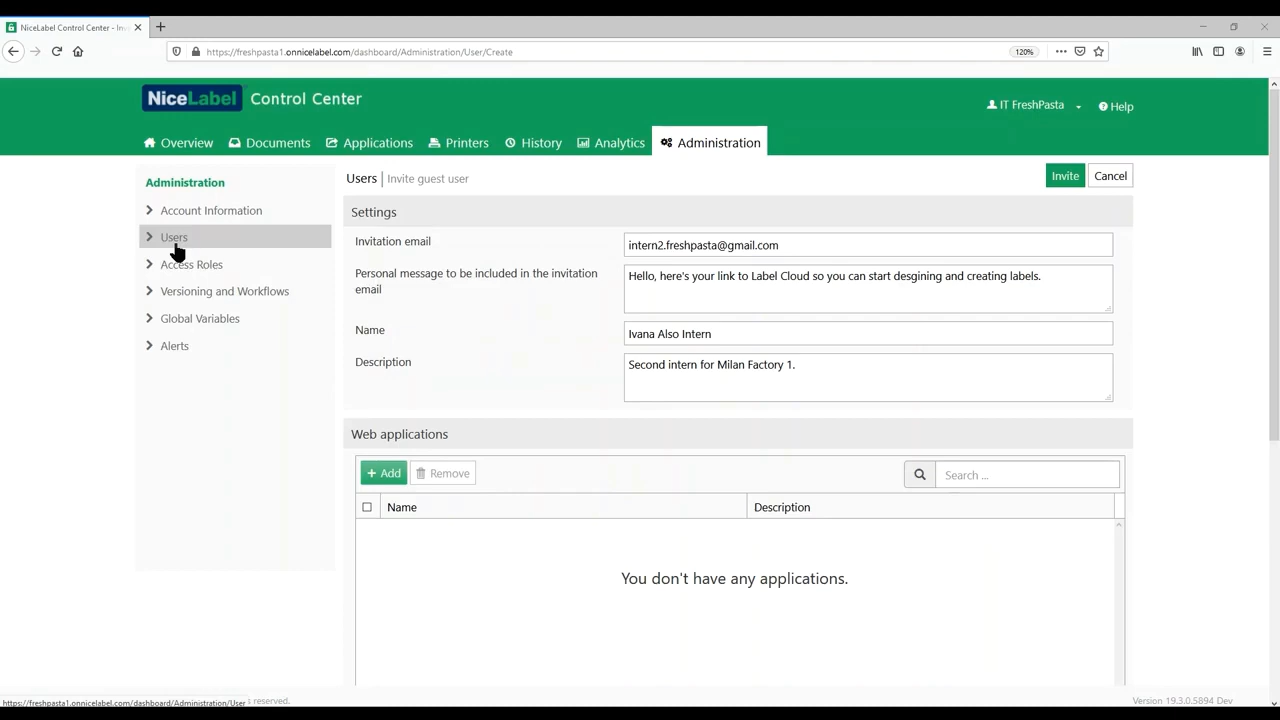 NiceLabel Control Center - Inv
https://freshpasta1.onnicelabel.com/dashboard/Administration/User/Create
120%
NiceLabel Control Center
IT FreshPasta
Help
Overview
Documents
Applications
Printers
History
Analytics
Administration
Administration
Account Information
Users
Access Roles
Versioning and Workflows
Global Variables
Alerts
Users | Invite guest user
Invite
Cancel
Settings
Invitation email
intern2.freshpasta@gmail.com
Personal message to be included in the invitation
email
Hello, here's your link to Label Cloud so you can start desgining and creating labels.
Name
Ivana Also Intern
Description
Second intern for Milan Factory 1.
Web applications
+ Add
Remove
Search ...
Name
Description
You don't have any applications.
https://freshpasta1.onnicelabel.com/dashboard/Administration/User
s reserved.
Version 19.3.0.5894 Dev